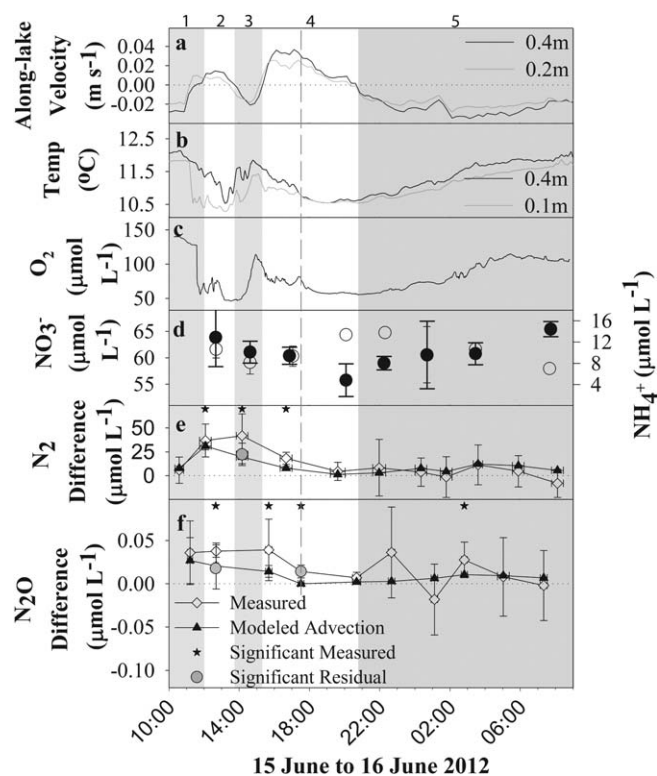 1 2 3 4 5
a
Along-lake
Velocity
(m s⁻¹)
0.04
0.02
0.00
-0.02
0.4m
0.2m
b
Temp
(ºC)
12.5
11.5
10.5
0.4m
0.1m
c
O₂
(µmol
L⁻¹)
150
100
50
d
NO₃⁻
(µmol
L⁻¹)
65
60
55
16
12
8
4
NH₄⁺ (µmol L⁻¹)
e
N₂
Difference
(µmol L⁻¹)
50
25
0
f
N₂O
Difference
(µmol L⁻¹)
0.05
0.00
-0.05
-0.10
Measured
Modeled Advection
Significant Measured
Significant Residual
10:00 14:00 18:00 22:00 02:00 06:00
15 June to 16 June 2012